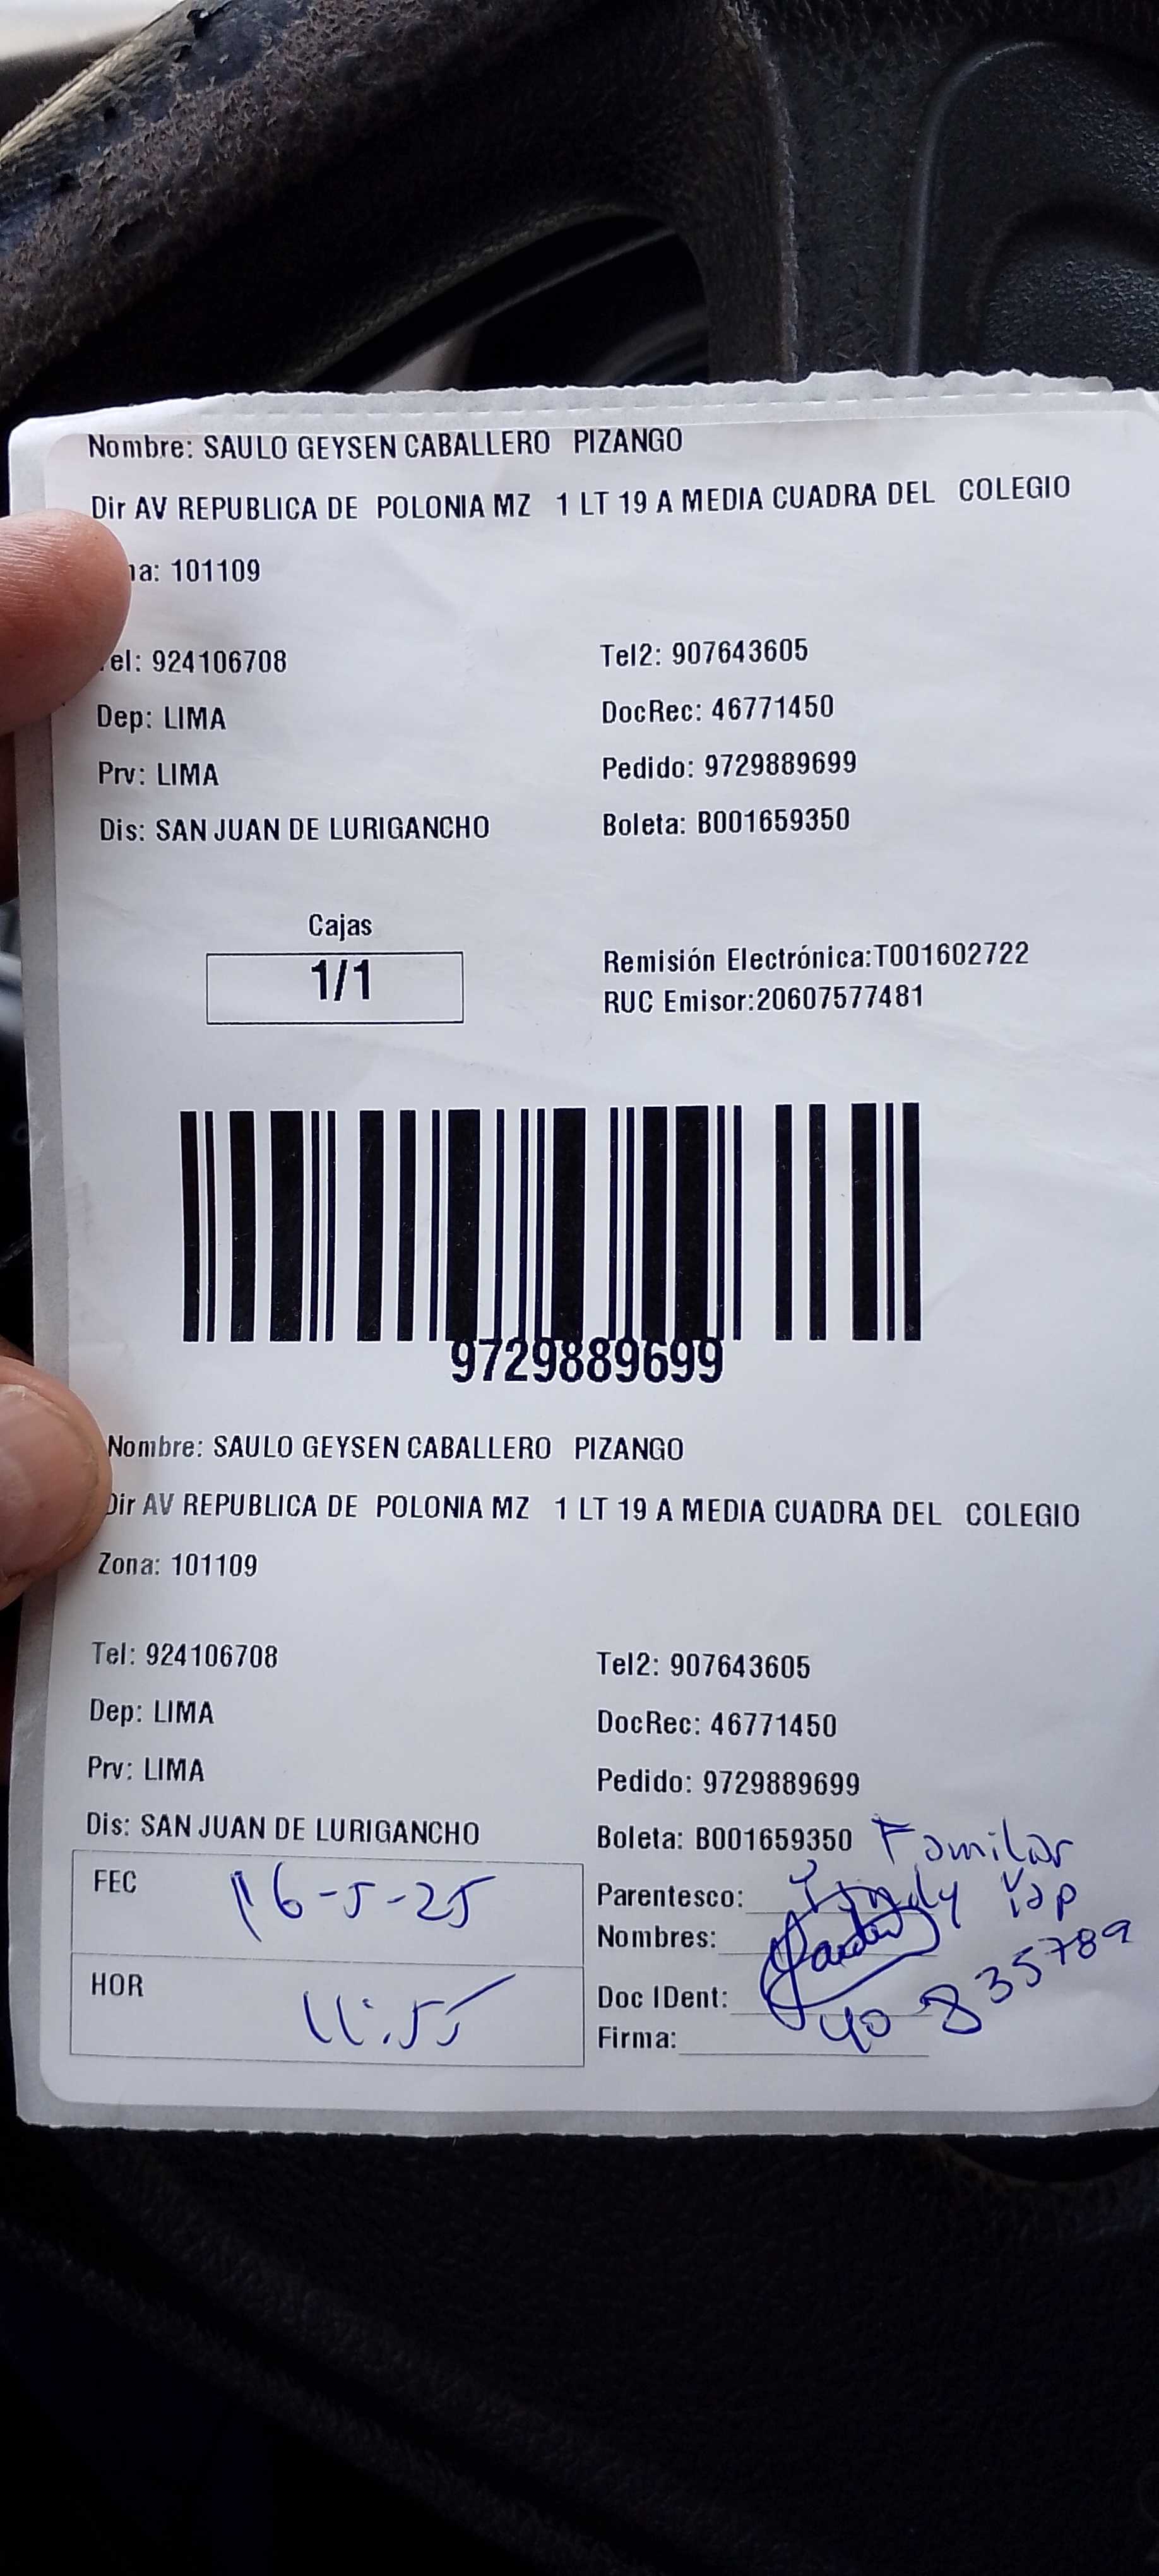 Nombre: SAULO GEYSEN CABALLERO PIZANGO
Dir AV REPUBLICA DE POLONIA MZ 1 LT 19 A MEDIA CUADRA DEL COLEGIO
na: 101109
Tel: 924106708 Tel2: 907643605
Dep: LIMA DocRec: 46771450
Prv: LIMA Pedido: 9729889699
Dis: SAN JUAN DE LURIGANCHO Boleta: B001659350
Cajas
1/1
Remisión Electrónica:T001602722
RUC Emisor:20607577481
9729889699
Nombre: SAULO GEYSEN CABALLERO PIZANGO
Dir AV REPUBLICA DE POLONIA MZ 1 LT 19 A MEDIA CUADRA DEL COLEGIO
Zona: 101109
Tel: 924106708 Tel2: 907643605
Dep: LIMA DocRec: 46771450
Prv: LIMA Pedido: 9729889699
Dis: SAN JUAN DE LURIGANCHO Boleta: B001659350 Familiar
FEC 16-5-25 Parentesco:
Nombres:
HOR 11:55 Doc IDent: 40835789
Firma: